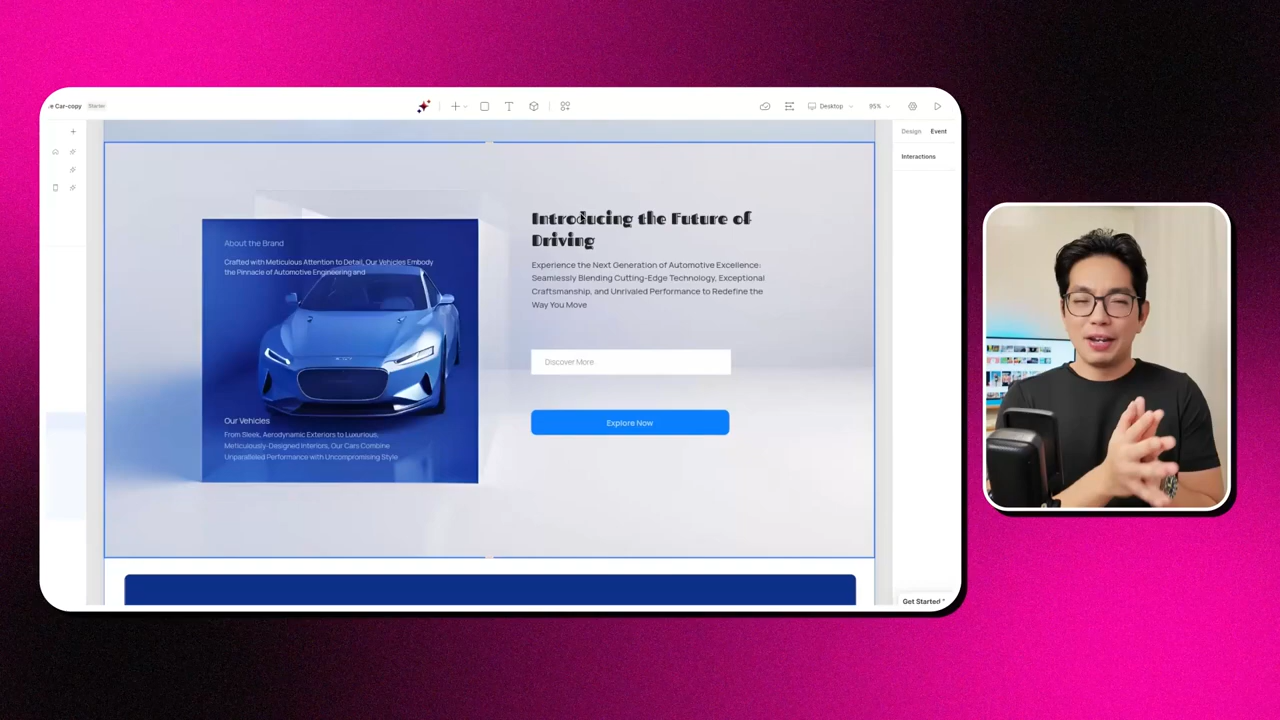 e Car-copy Starter
Desktop 95%
Design Event
Interactions
About the Brand
Crafted with Meticulous Attention to Detail, Our Vehicles Embody
the Pinnacle of Automotive Engineering and
Our Vehicles
From Sleek, Aerodynamic Exteriors to Luxurious,
Meticulously-Designed Interiors, Our Cars Combine
Unparalleled Performance with Uncompromising Style
Introducing the Future of
Driving
Experience the Next Generation of Automotive Excellence:
Seamlessly Blending Cutting-Edge Technology, Exceptional
Craftsmanship, and Unrivaled Performance to Redefine the
Way You Move
Discover More
Explore Now
Get Started